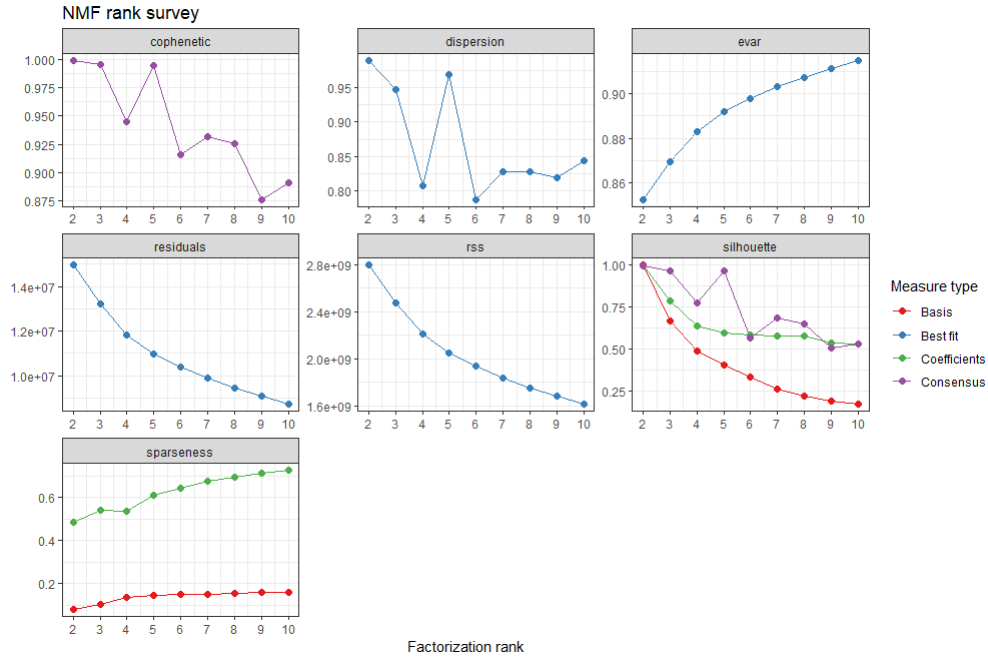 NMF rank survey
cophenetic
dispersion
evar
1.000
0.975
0.950
0.925
0.900
0.875
0.95
0.90
0.85
0.80
0.90
0.88
0.86
2 3 4 5 6 7 8 9 10
2 3 4 5 6 7 8 9 10
2 3 4 5 6 7 8 9 10
residuals
rss
silhouette
1.4e+07
1.2e+07
1.0e+07
2.8e+09
2.4e+09
2.0e+09
1.6e+09
1.00
0.75
0.50
0.25
2 3 4 5 6 7 8 9 10
2 3 4 5 6 7 8 9 10
2 3 4 5 6 7 8 9 10
Measure type
Basis
Best fit
Coefficients
Consensus
sparseness
0.6
0.4
0.2
2 3 4 5 6 7 8 9 10
Factorization rank